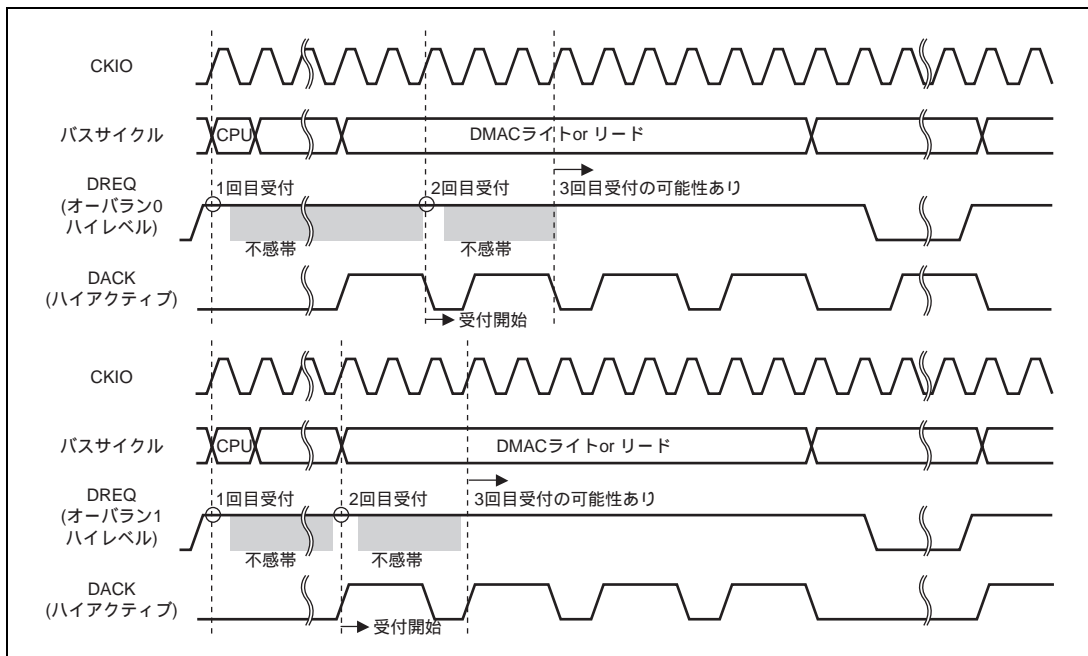 CKIO
バスサイクル
CPU
DMACライトor リード
DREQ
(オーバラン0
ハイレベル)
1回目受付
2回目受付
3回目受付の可能性あり
不感帯
不感帯
DACK
(ハイアクティブ)
受付開始
CKIO
バスサイクル
CPU
DMACライトor リード
DREQ
(オーバラン1
ハイレベル)
1回目受付
2回目受付
3回目受付の可能性あり
不感帯
不感帯
DACK
(ハイアクティブ)
受付開始